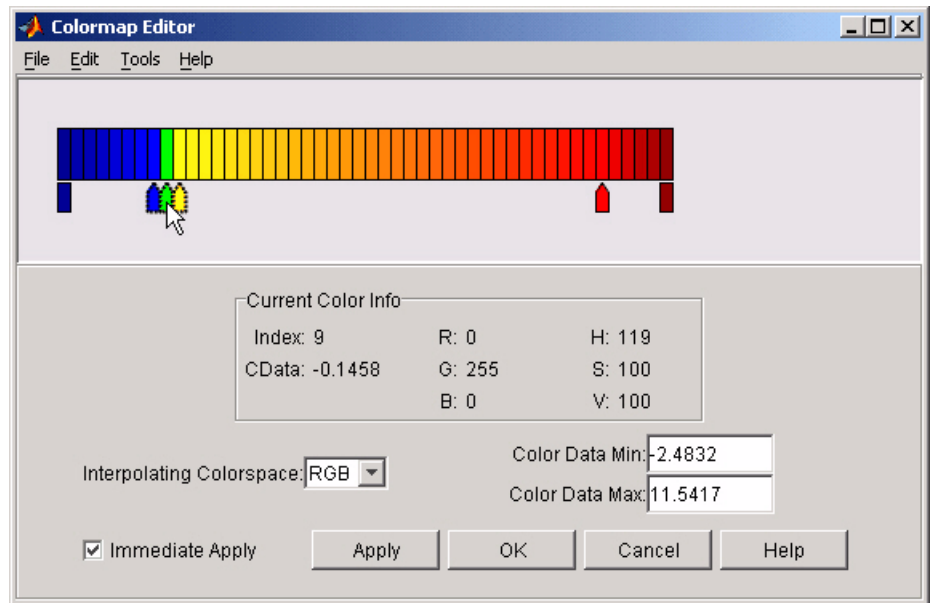 Colormap Editor
File Edit Tools Help
Current Color Info
Index: 9 R: 0 H: 119
CData: -0.1458 G: 255 S: 100
B: 0 V: 100
Interpolating Colorspace: RGB
Color Data Min: -2.4832
Color Data Max: 11.5417
Immediate Apply Apply OK Cancel Help